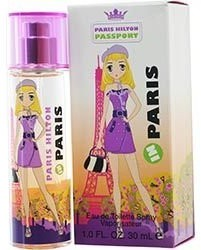 PARIS HILTON
IN
PARIS
PARIS HILTON
PASSPORT
IN
PARIS
Eau de Toilette Spray
Vaporisateur
1.0 FL. OZ 30 ml ℮